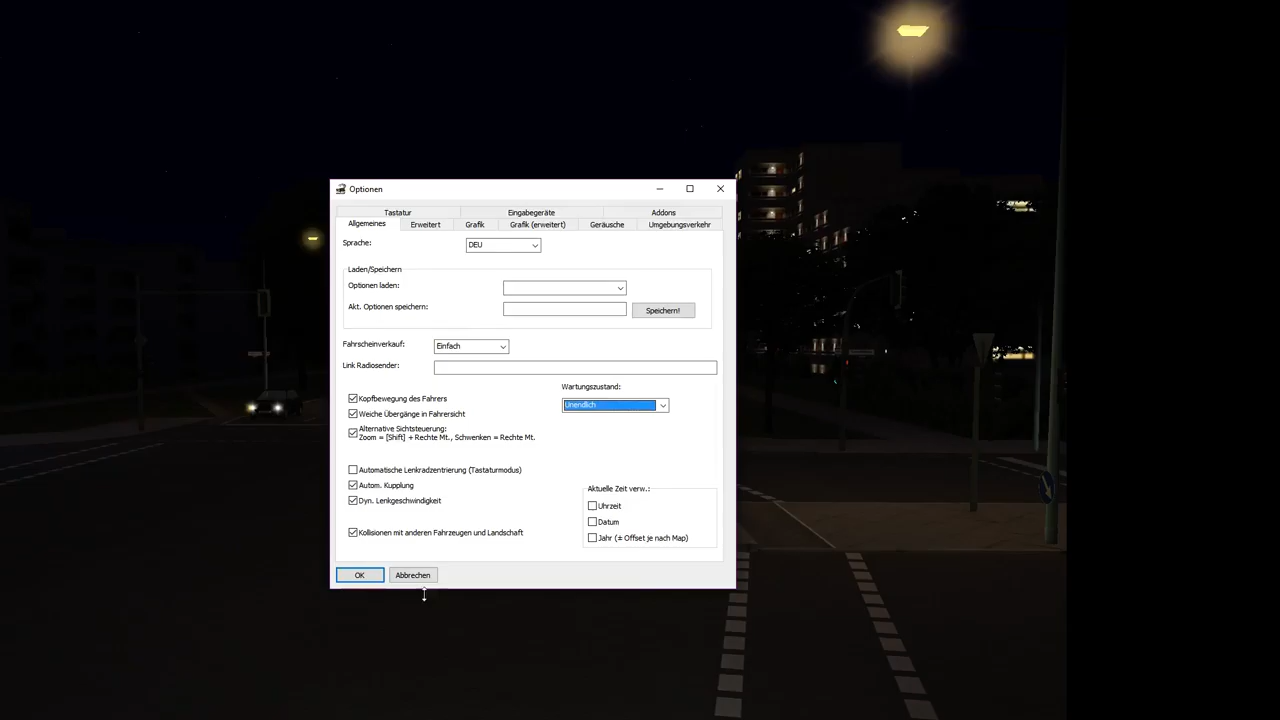 Optionen
Tastatur
Eingabegeräte
Addons
Allgemeines
Erweitert
Grafik
Grafik (erweitert)
Geräusche
Umgebungsverkehr
Sprache:
DEU
Laden/Speichern
Optionen laden:
Akt. Optionen speichern:
Speichern!
Fahrscheinverkauf:
Einfach
Link Radiosender:
Wartungszustand:
Unendlich
Kopfbewegung des Fahrers
Weiche Übergänge in Fahrersicht
Alternative Sichtsteuerung:
Zoom = [Shift] + Rechte Mt., Schwenken = Rechte Mt.
Automatische Lenkradzentrierung (Tastaturmodus)
Autom. Kupplung
Dyn. Lenkgeschwindigkeit
Kollisionen mit anderen Fahrzeugen und Landschaft
Aktuelle Zeit verw.:
Uhrzeit
Datum
Jahr (± Offset je nach Map)
OK
Abbrechen